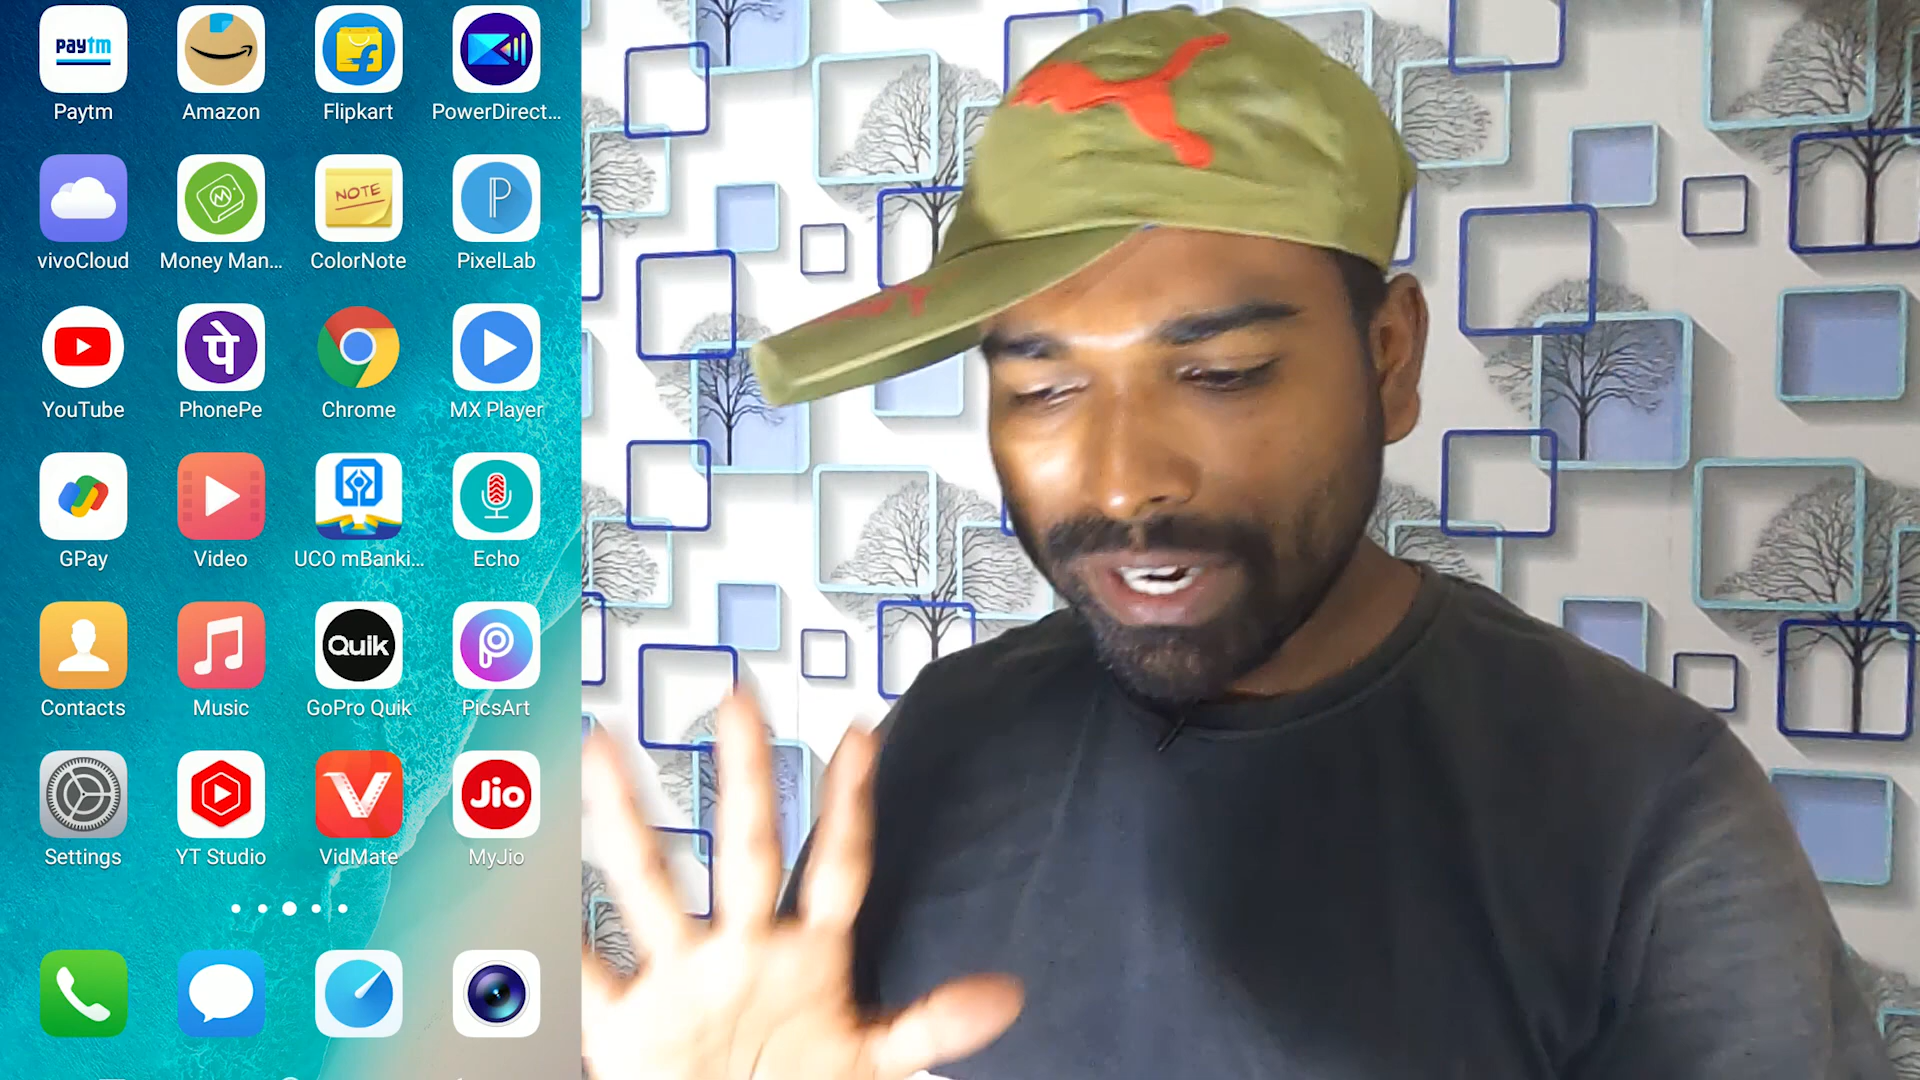 paytm
Paytm Amazon Flipkart PowerDirect...
NOTE
vivoCloud Money Man... ColorNote PixelLab
पे
YouTube PhonePe Chrome MX Player
GPay Video UCO mBanki... Echo
Quik
Contacts Music GoPro Quik PicsArt
Jio
Settings YT Studio VidMate MyJio